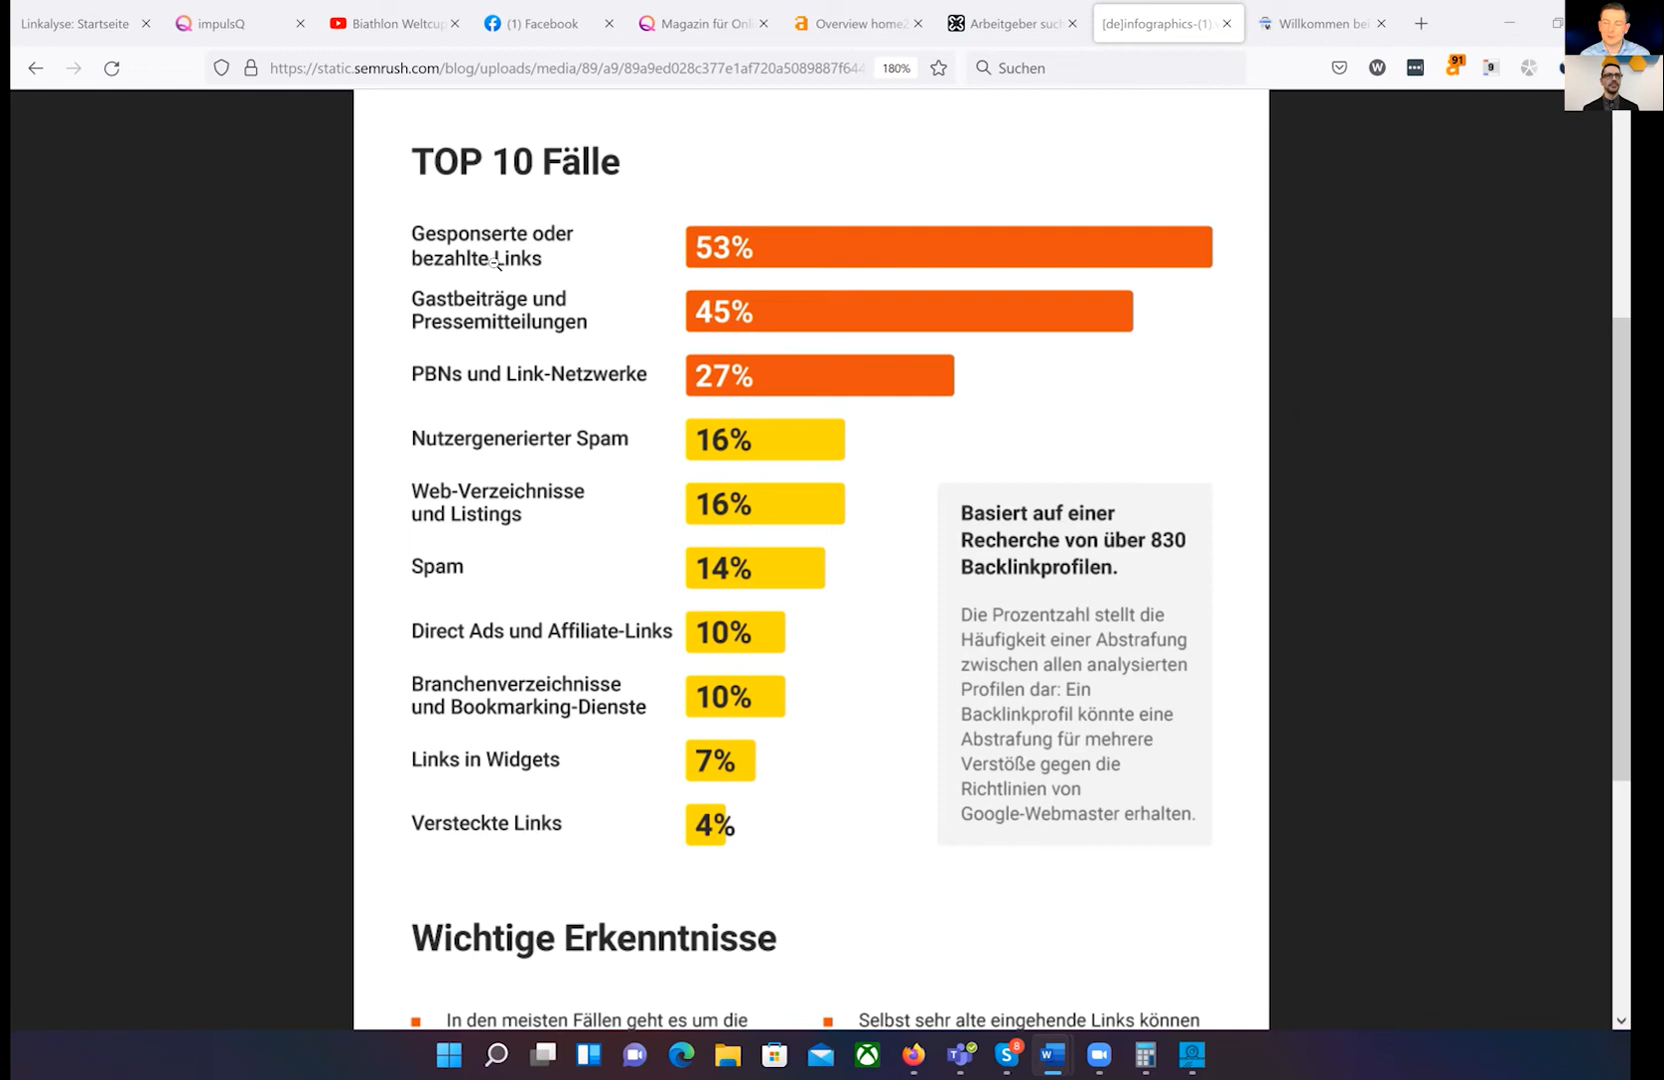 Linkalyse: Startseite
impulsQ
Biathlon Weltcup
(1) Facebook
Magazin für Onli
Overview home2
Arbeitgeber such
[de]infographics-(1).
Willkommen bei
https://static.semrush.com/blog/uploads/media/89/a9/89a9ed028c377e1af720a5089887f644
180%
Suchen
W
91
9
TOP 10 Fälle
Gesponserte oder
bezahlte Links
53%
Gastbeiträge und
Pressemitteilungen
45%
PBNs und Link-Netzwerke
27%
Nutzergenerierter Spam
16%
Web-Verzeichnisse
und Listings
16%
Spam
14%
Direct Ads und Affiliate-Links
10%
Branchenverzeichnisse
und Bookmarking-Dienste
10%
Links in Widgets
7%
Versteckte Links
4%
Basiert auf einer
Recherche von über 830
Backlinkprofilen.
Die Prozentzahl stellt die
Häufigkeit einer Abstrafung
zwischen allen analysierten
Profilen dar: Ein
Backlinkprofil könnte eine
Abstrafung für mehrere
Verstöße gegen die
Richtlinien von
Google-Webmaster erhalten.
Wichtige Erkenntnisse
In den meisten Fällen geht es um die
Selbst sehr alte eingehende Links können
8